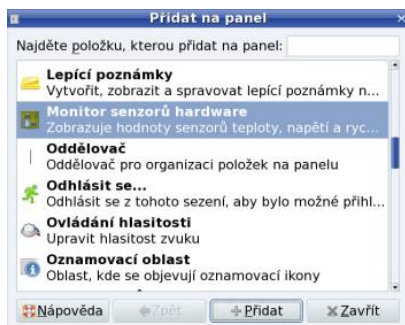 Přidat na panel
Najděte položku, kterou přidat na panel:
Lepící poznámky
Vytvořit, zobrazit a spravovat lepící poznámky n...
Monitor senzorů hardware
Zobrazuje hodnoty senzorů teploty, napětí a ryc...
Oddělovač
Oddělovač pro organizaci položek na panelu
Odhlásit se...
Odhlásit se z tohoto sezení, aby bylo možné přihl...
Ovládání hlasitosti
Upravit hlasitost zvuku
Oznamovací oblast
Oblast, kde se objevují oznamovací ikony
Nápověda Zpět Přidat Zavřít